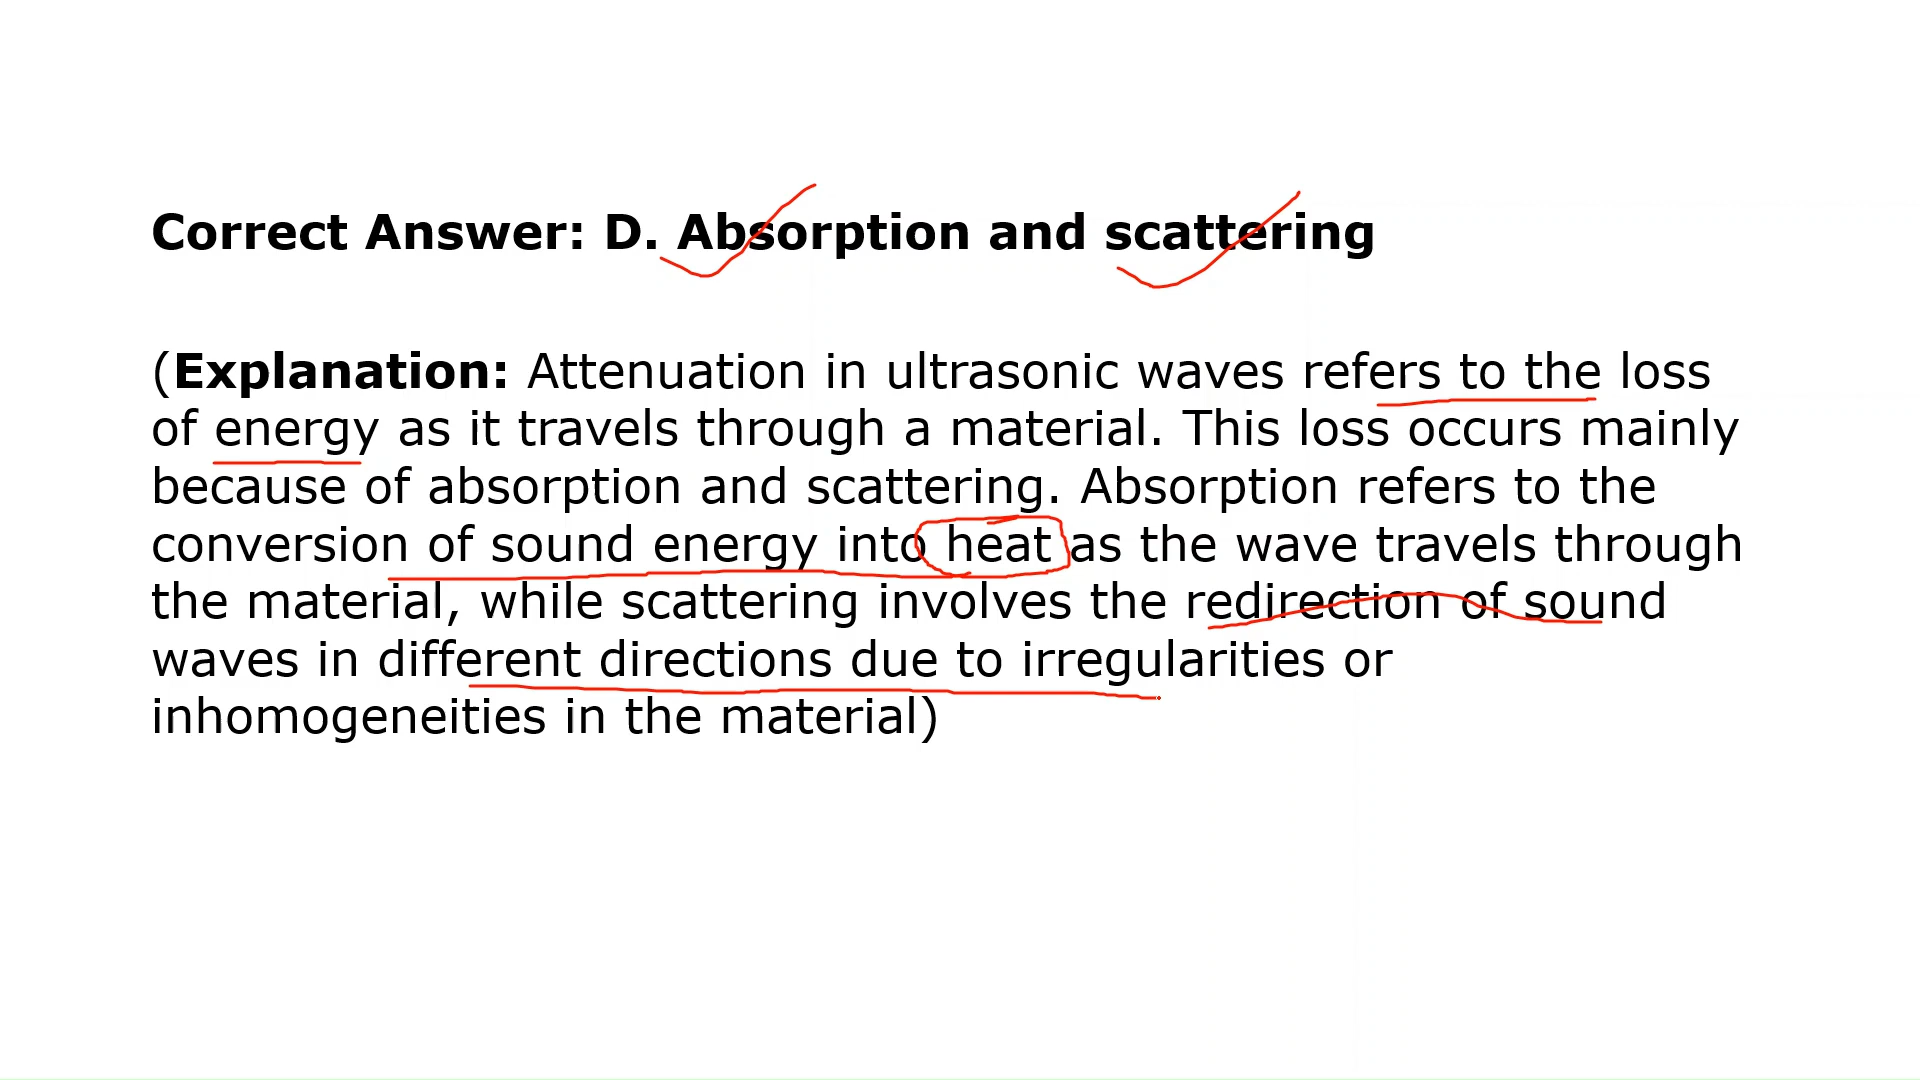 Correct Answer: D. Absorption and scattering
(Explanation: Attenuation in ultrasonic waves refers to the loss
of energy as it travels through a material. This loss occurs mainly
because of absorption and scattering. Absorption refers to the
conversion of sound energy into heat as the wave travels through
the material, while scattering involves the redirection of sound
waves in different directions due to irregularities or
inhomogeneities in the material)